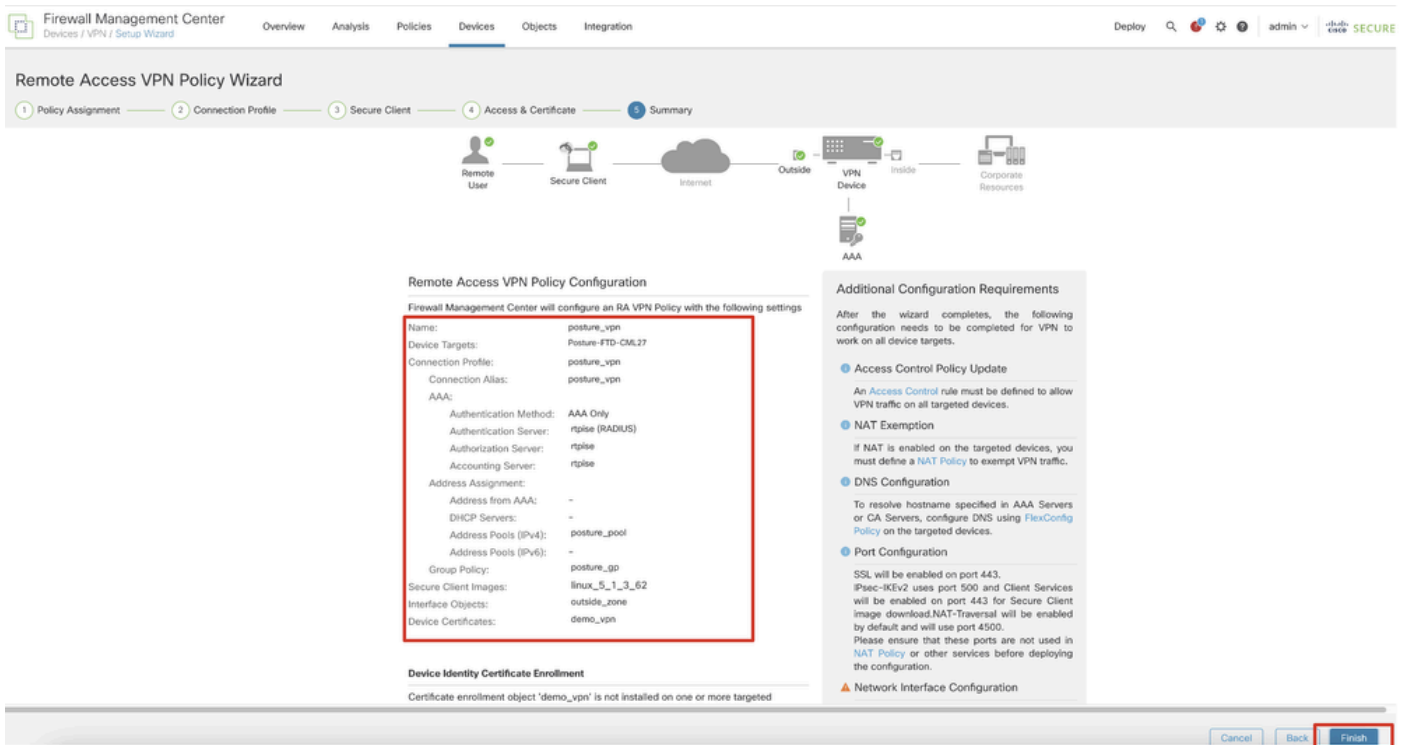 Firewall Management Center
Devices / VPN / Setup Wizard
Overview Analysis Policies Devices Objects Integration
Deploy admin
cisco SECURE
Remote Access VPN Policy Wizard
1 Policy Assignment 2 Connection Profile 3 Secure Client 4 Access & Certificate 5 Summary
Remote User
Secure Client
Internet
Outside
VPN Device
Inside
Corporate Resources
AAA
Remote Access VPN Policy Configuration
Firewall Management Center will configure an RA VPN Policy with the following settings
Name: posture_vpn
Device Targets: Posture-FTD-CML27
Connection Profile: posture_vpn
Connection Alias: posture_vpn
AAA:
Authentication Method: AAA Only
Authentication Server: rtpise (RADIUS)
Authorization Server: rtpise
Accounting Server: rtpise
Address Assignment:
Address from AAA: -
DHCP Servers: -
Address Pools (IPv4): posture_pool
Address Pools (IPv6): -
Group Policy: posture_gp
Secure Client Images: linux_5_1_3_62
Interface Objects: outside_zone
Device Certificates: demo_vpn
Device Identity Certificate Enrollment
Certificate enrollment object 'demo_vpn' is not installed on one or more targeted
Additional Configuration Requirements
After the wizard completes, the following
configuration needs to be completed for VPN to
work on all device targets.
Access Control Policy Update
An Access Control rule must be defined to allow
VPN traffic on all targeted devices.
NAT Exemption
If NAT is enabled on the targeted devices, you
must define a NAT Policy to exempt VPN traffic.
DNS Configuration
To resolve hostname specified in AAA Servers
or CA Servers, configure DNS using FlexConfig
Policy on the targeted devices.
Port Configuration
SSL will be enabled on port 443.
IPsec-IKEv2 uses port 500 and Client Services
will be enabled on port 443 for Secure Client
image download.NAT-Traversal will be enabled
by default and will use port 4500.
Please ensure that these ports are not used in
NAT Policy or other services before deploying
the configuration.
Network Interface Configuration
Cancel Back Finish